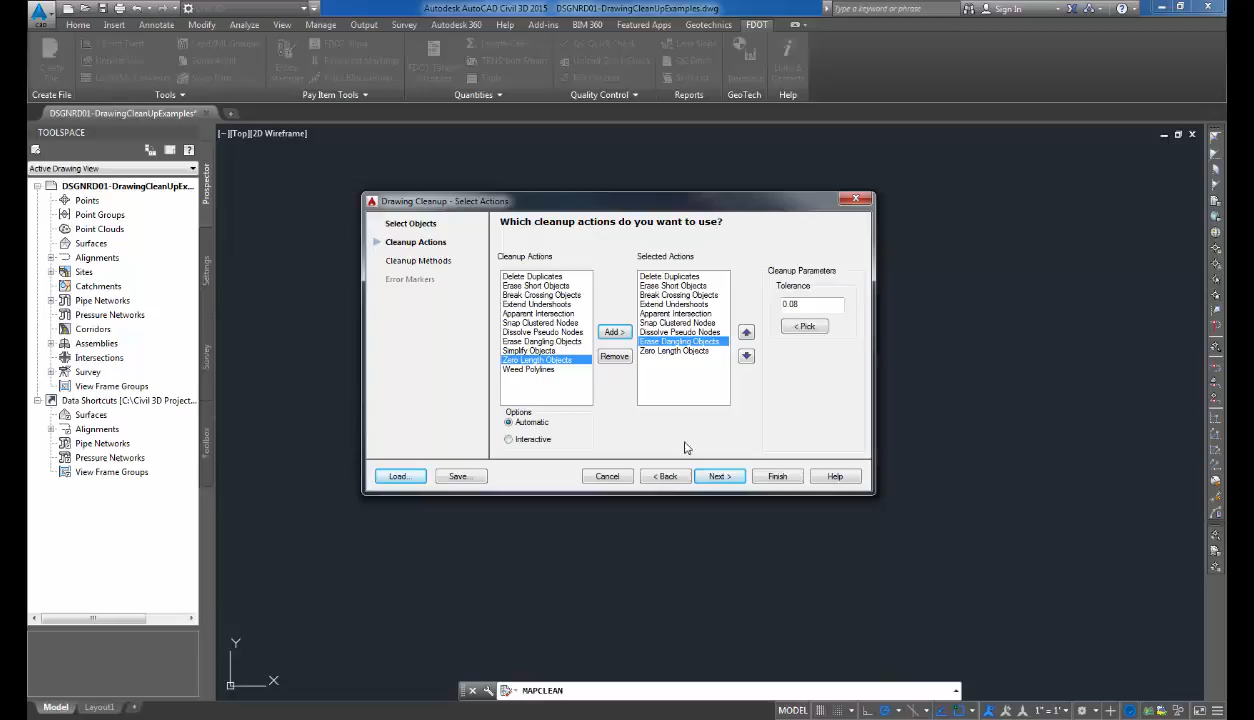 Autodesk AutoCAD Civil 3D 2015 DSGNRD01-DrawingCleanUpExamples.dwg
Type a keyword or phrase
Sign In
Home Insert Annotate Modify Analyze View Manage Output Survey Autodesk 360 Help Add-ins BIM 360 Featured Apps Geotechnics FDOT
Create File Tools Pay Item Tools Quantities Quality Control Reports GeoTech Help
DSGNRD01-DrawingCleanUpExamples*
TOOLSPACE
[−][Top][2D Wireframe]
Active Drawing View
Prospector
Settings
Survey
Toolbox
DSGNRD01-DrawingCleanUpEx...
Points
Point Groups
Point Clouds
Surfaces
Alignments
Sites
Catchments
Pipe Networks
Pressure Networks
Corridors
Assemblies
Intersections
Survey
View Frame Groups
Data Shortcuts [C:\Civil 3D Project...
Surfaces
Alignments
Pipe Networks
Pressure Networks
View Frame Groups
Drawing Cleanup - Select Actions
Select Objects
Cleanup Actions
Cleanup Methods
Error Markers
Which cleanup actions do you want to use?
Cleanup Actions
Delete Duplicates
Erase Short Objects
Break Crossing Objects
Extend Undershoots
Apparent Intersection
Snap Clustered Nodes
Dissolve Pseudo Nodes
Erase Dangling Objects
Simplify Objects
Zero Length Objects
Weed Polylines
Add >
Remove
Selected Actions
Delete Duplicates
Erase Short Objects
Break Crossing Objects
Extend Undershoots
Apparent Intersection
Snap Clustered Nodes
Dissolve Pseudo Nodes
Erase Dangling Objects
Zero Length Objects
Cleanup Parameters
Tolerance
0.08
< Pick
Options
Automatic
Interactive
Load... Save... Cancel < Back Next > Finish Help
Y
X
MAPCLEAN
Model Layout1
MODEL 1" = 1'